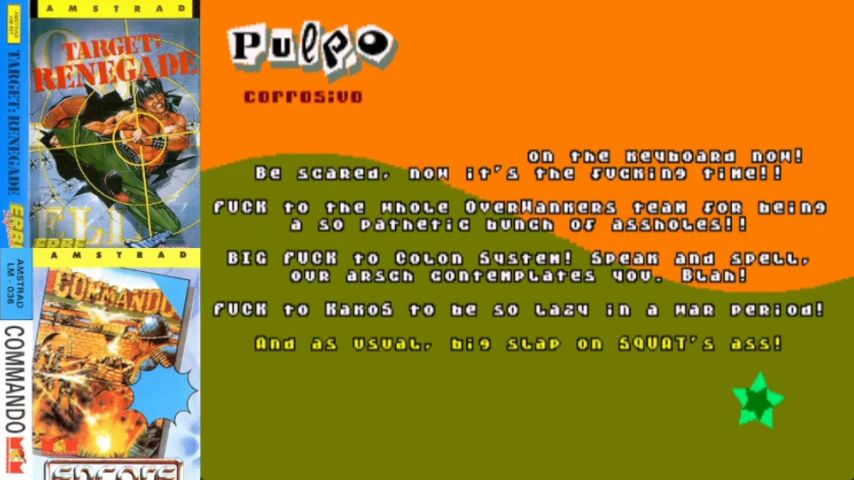 AMSTRAD
TARGET:
RENEGADE
TARGET: RENEGADE
ERBE
AMSTRAD
COMMANDO
AMSTRAD
LM - 036
COMMANDO
ENCORE
Pulpo
corrosivo
on the keyboard now!
Be scared, now it's the fucking time!!
FUCK to the whole OverWankers team for being
a so pathetic bunch of assholes!!
BIG FUCK to Colon System! Speak and spell,
our arsch contemplates you. Blah!
FUCK to KakoS to be so lazy in a war period!
And as usual, big slap on SQUAT's ass!